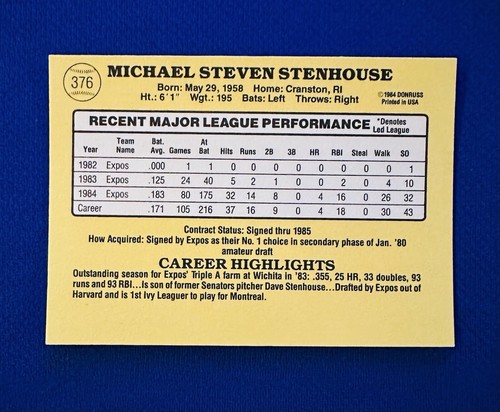 376
MICHAEL STEVEN STENHOUSE
Born: May 29, 1958 Home: Cranston, RI
Ht.: 6' 1" Wgt.: 195 Bats: Left Throws: Right
© 1984 DONRUSS
Printed in USA
RECENT MAJOR LEAGUE PERFORMANCE *Denotes Led League
Year Team Name Bat. Avg. Games At Bat Hits Runs 2B 3B HR RBI Steal Walk SO
1982 Expos .000 1 1 0 0 0 0 0 0 0 0 1
1983 Expos .125 24 40 5 2 1 0 0 2 0 4 10
1984 Expos .183 80 175 32 14 8 0 4 16 0 26 32
Career .171 105 216 37 16 9 0 4 18 0 30 43
Contract Status: Signed thru 1985
How Acquired: Signed by Expos as their No. 1 choice in secondary phase of Jan. '80
amateur draft
CAREER HIGHLIGHTS
Outstanding season for Expos' Triple A farm at Wichita in '83: .355, 25 HR, 33 doubles, 93
runs and 93 RBI...Is son of former Senators pitcher Dave Stenhouse...Drafted by Expos out of
Harvard and is 1st Ivy Leaguer to play for Montreal.